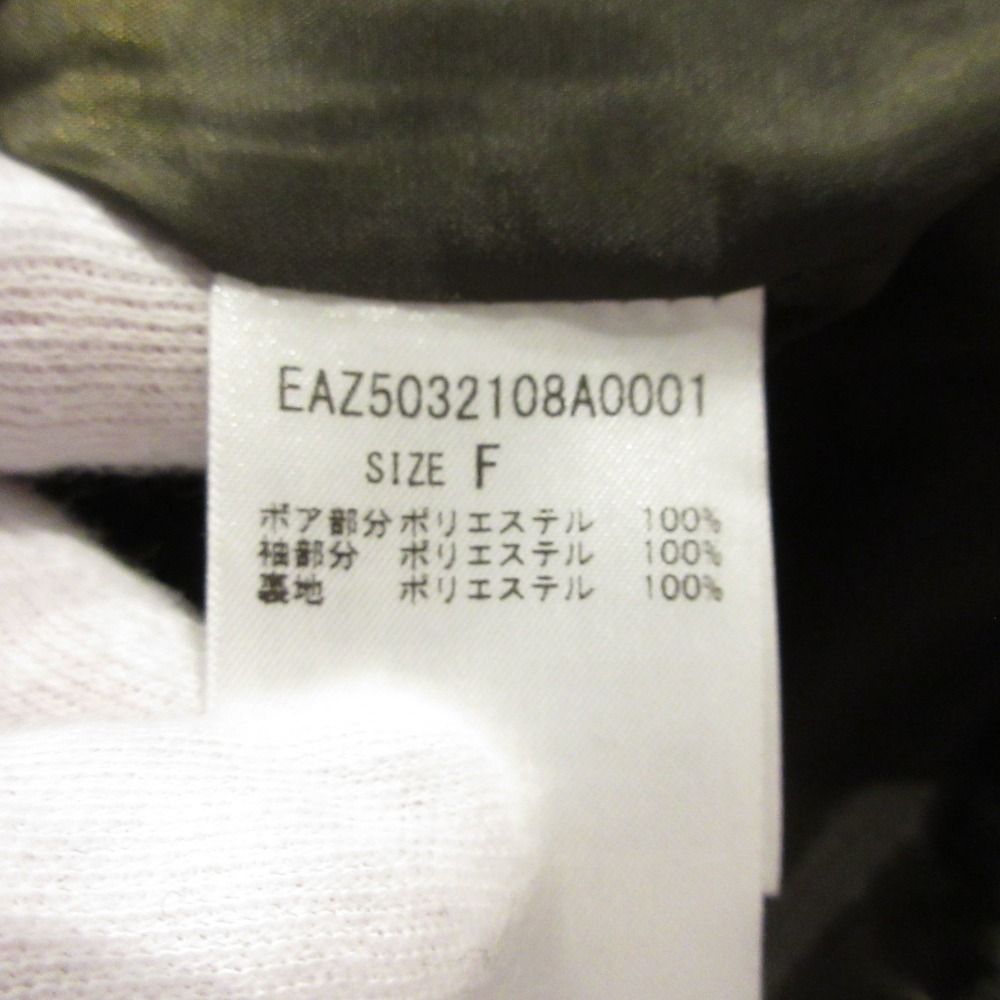 EAZ5032108A0001
SIZE F
ボア部分 ポリエステル 100%
袖部分 ポリエステル 100%
裏地 ポリエステル 100%